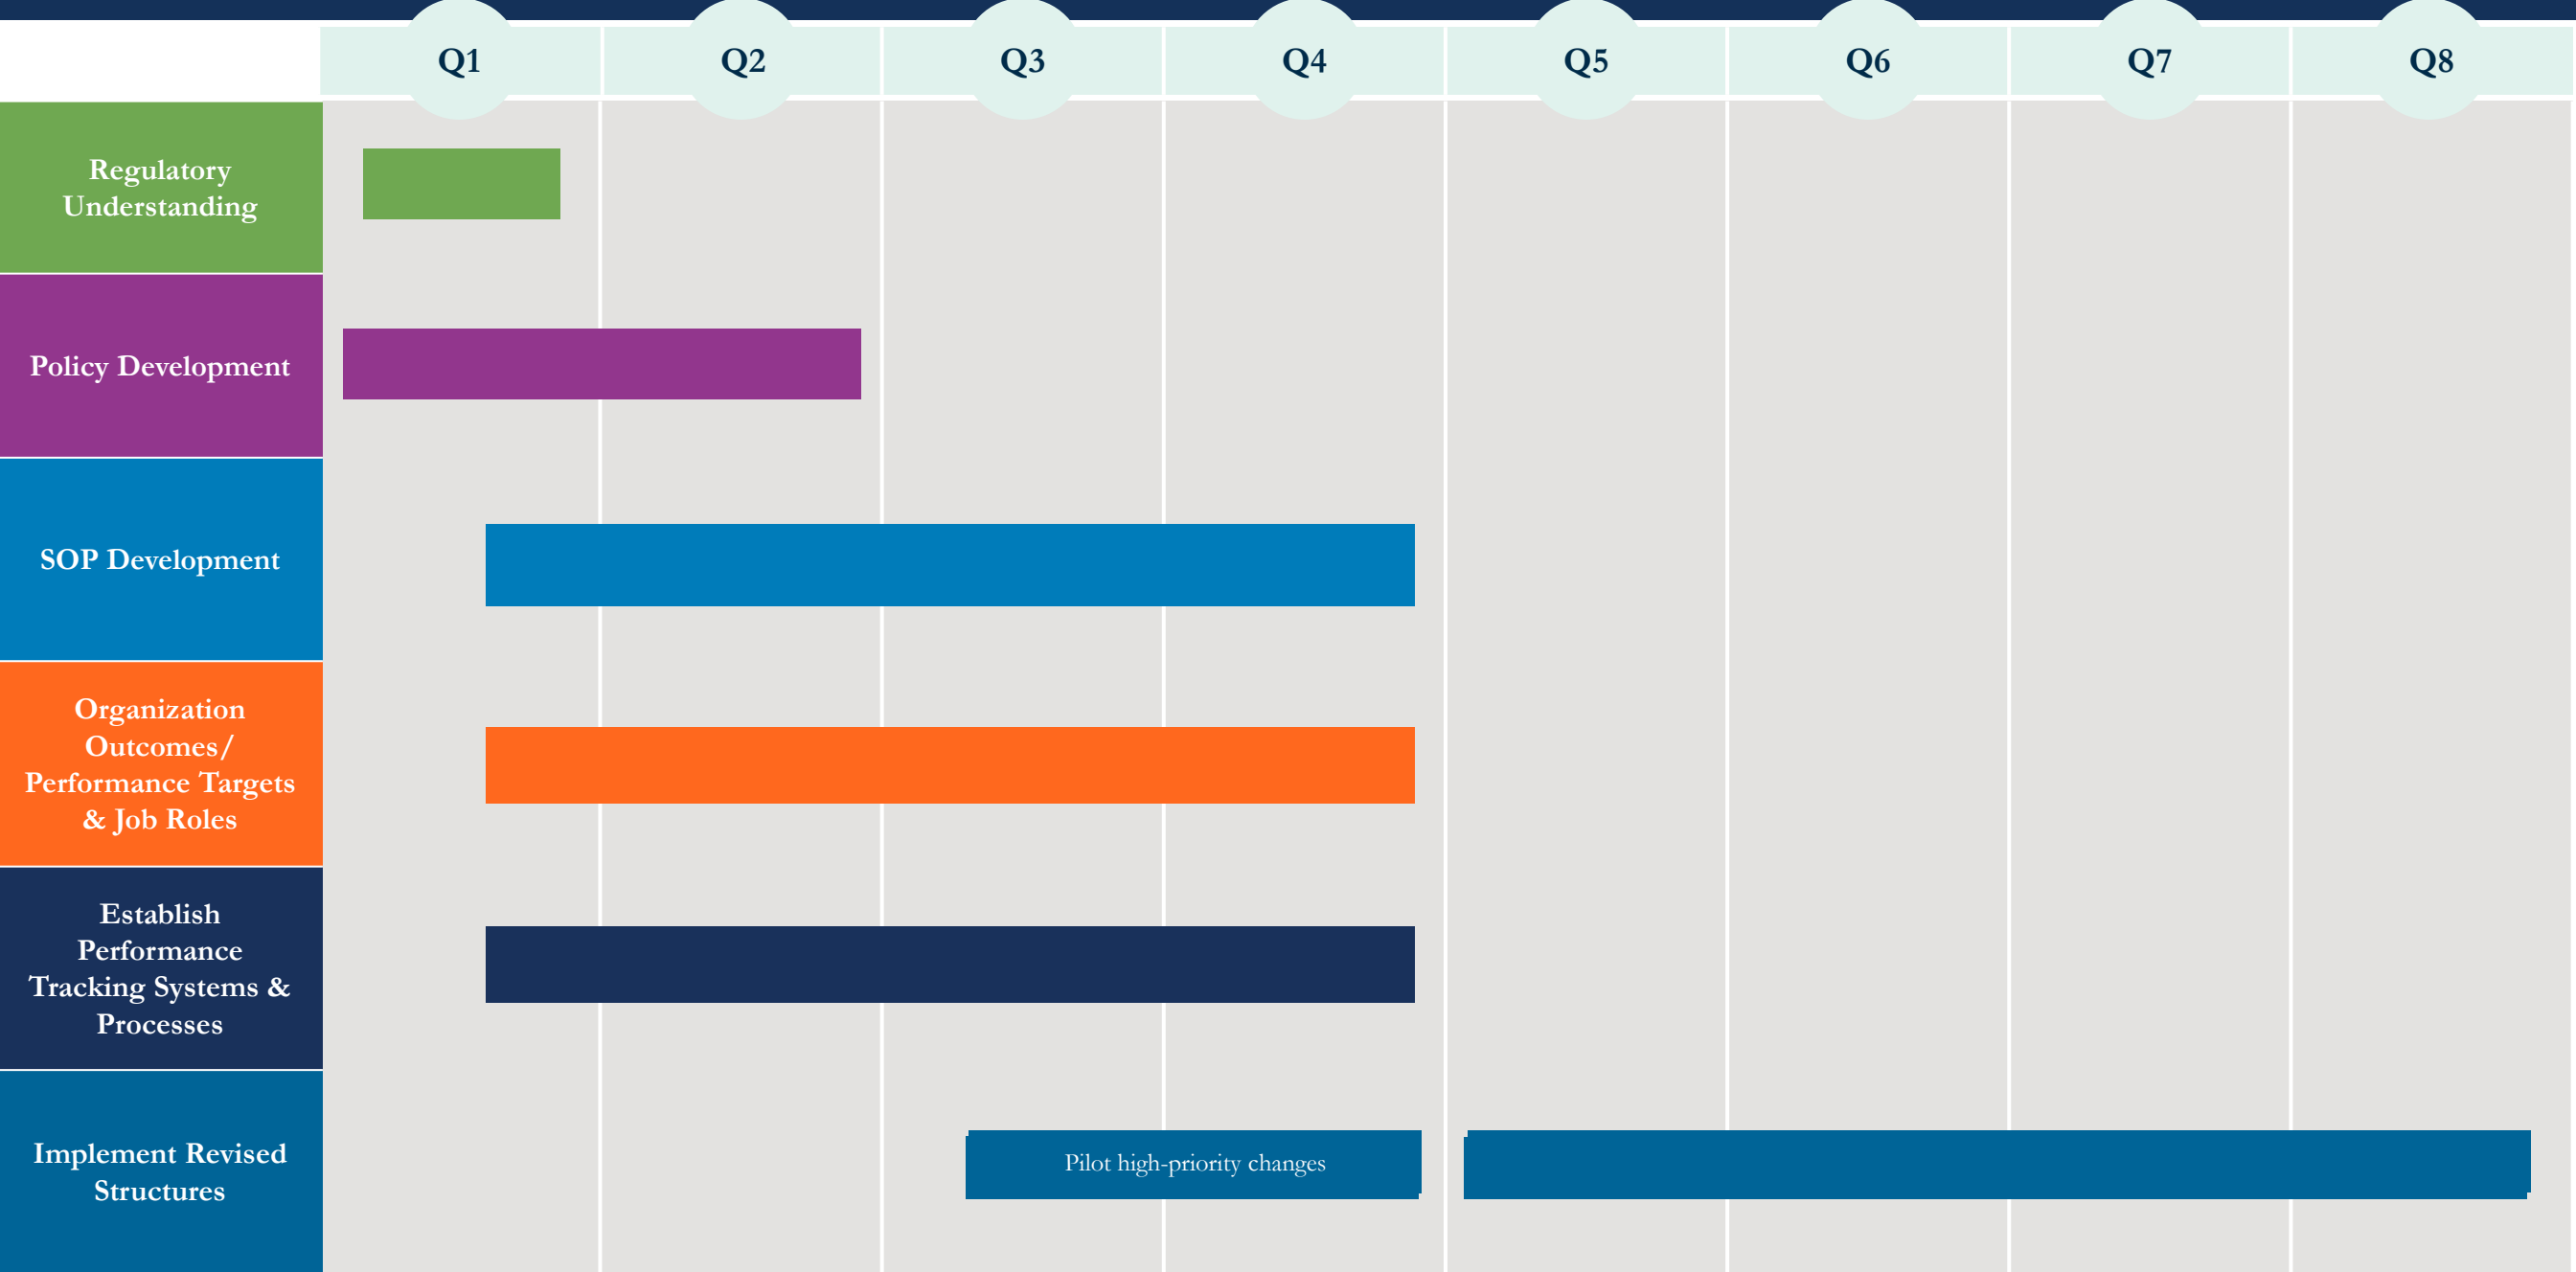 Q1 Q2 Q3 Q4 Q5 Q6 Q7 Q8
Regulatory
Understanding
Policy Development
SOP Development
Organization
Outcomes/
Performance Targets
& Job Roles
Establish
Performance
Tracking Systems &
Processes
Implement Revised
Structures
Pilot high-priority changes